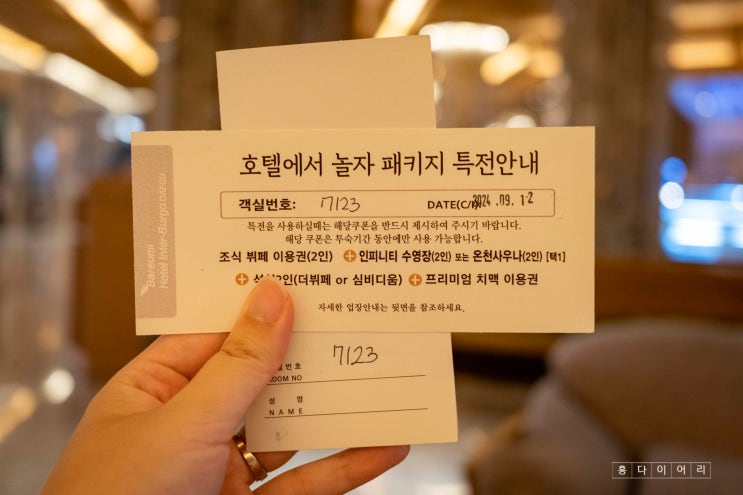 호텔에서 놀자 패키지 특전안내
객실번호: 7123 DATE(C/ 2024.09.12
특전을 사용하실때는 해당쿠폰을 반드시 제시하여 주시기 바랍니다.
해당 쿠폰은 투숙기간 동안에만 사용 가능합니다.
조식 뷔페 이용권(2인) + 인피니티 수영장(2인) 또는 온천사우나(2인) [택1]
+ 2인(더뷔페 or 심비디움) + 프리미엄 치맥 이용권
자세한 업장안내는 뒷면을 참조하세요.
Bareumi
Hotel Inter-Burgo DAEGU
실번호 7123
ROOM NO
성 명
NAME
홍다이어리